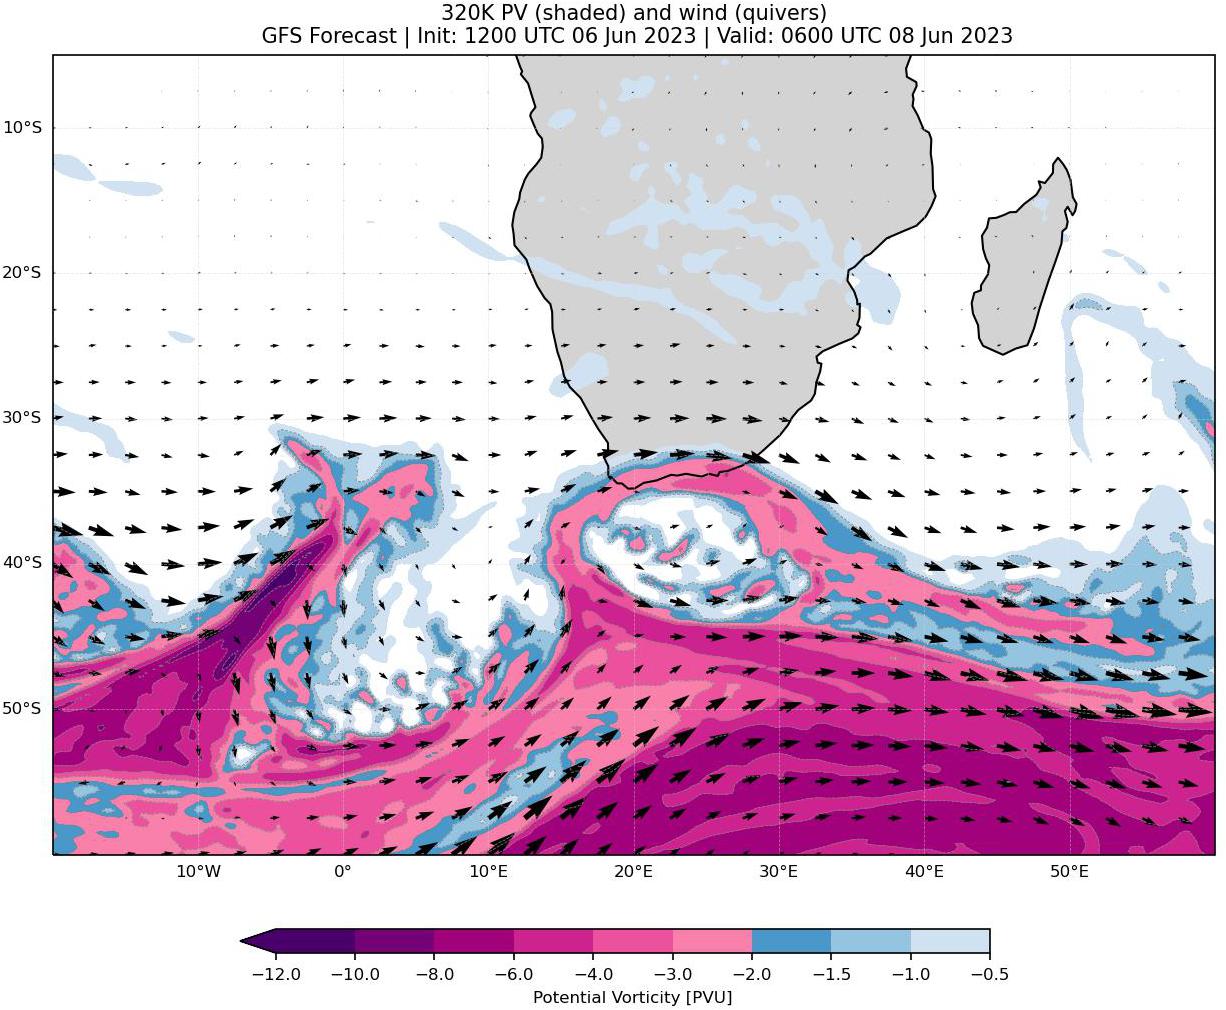 320K PV (shaded) and wind (quivers)
GFS Forecast | Init: 1200 UTC 06 Jun 2023 | Valid: 0600 UTC 08 Jun 2023
10°S
20°S
30°S
40°S
50°S
10°W 0° 10°E 20°E 30°E 40°E 50°E
−12.0 −10.0 −8.0 −6.0 −4.0 −3.0 −2.0 −1.5 −1.0 −0.5
Potential Vorticity [PVU]